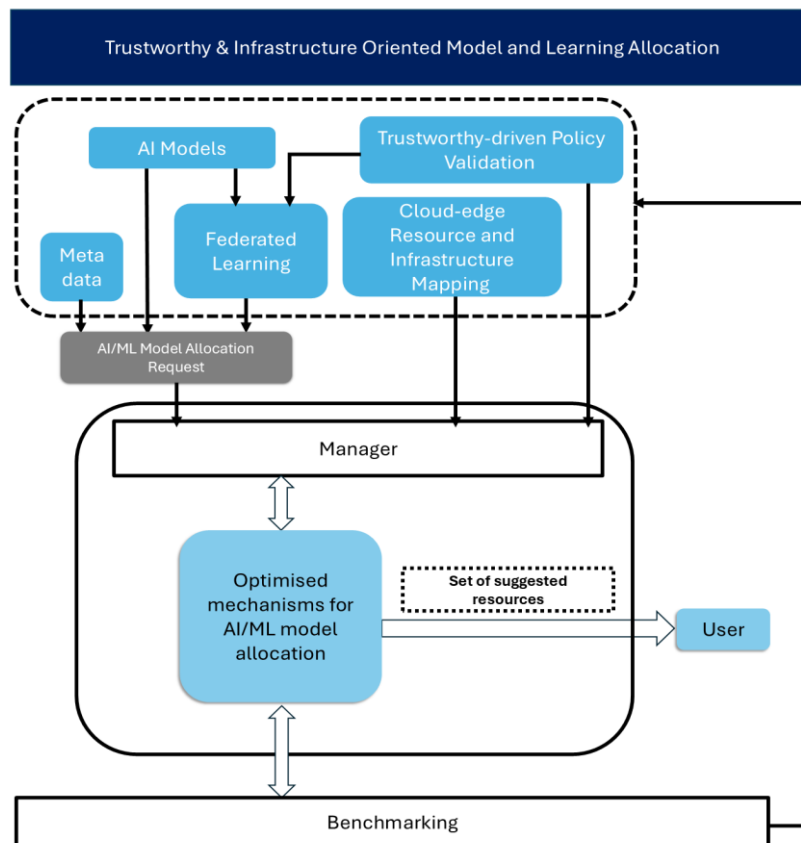 Trustworthy & Infrastructure Oriented Model and Learning Allocation
AI Models
Trustworthy-driven Policy
Validation
Federated
Learning
Cloud-edge
Resource and
Infrastructure
Mapping
Meta
data
AI/ML Model Allocation
Request
Manager
Optimised
mechanisms for
AI/ML model
allocation
Set of suggested
resources
User
Benchmarking